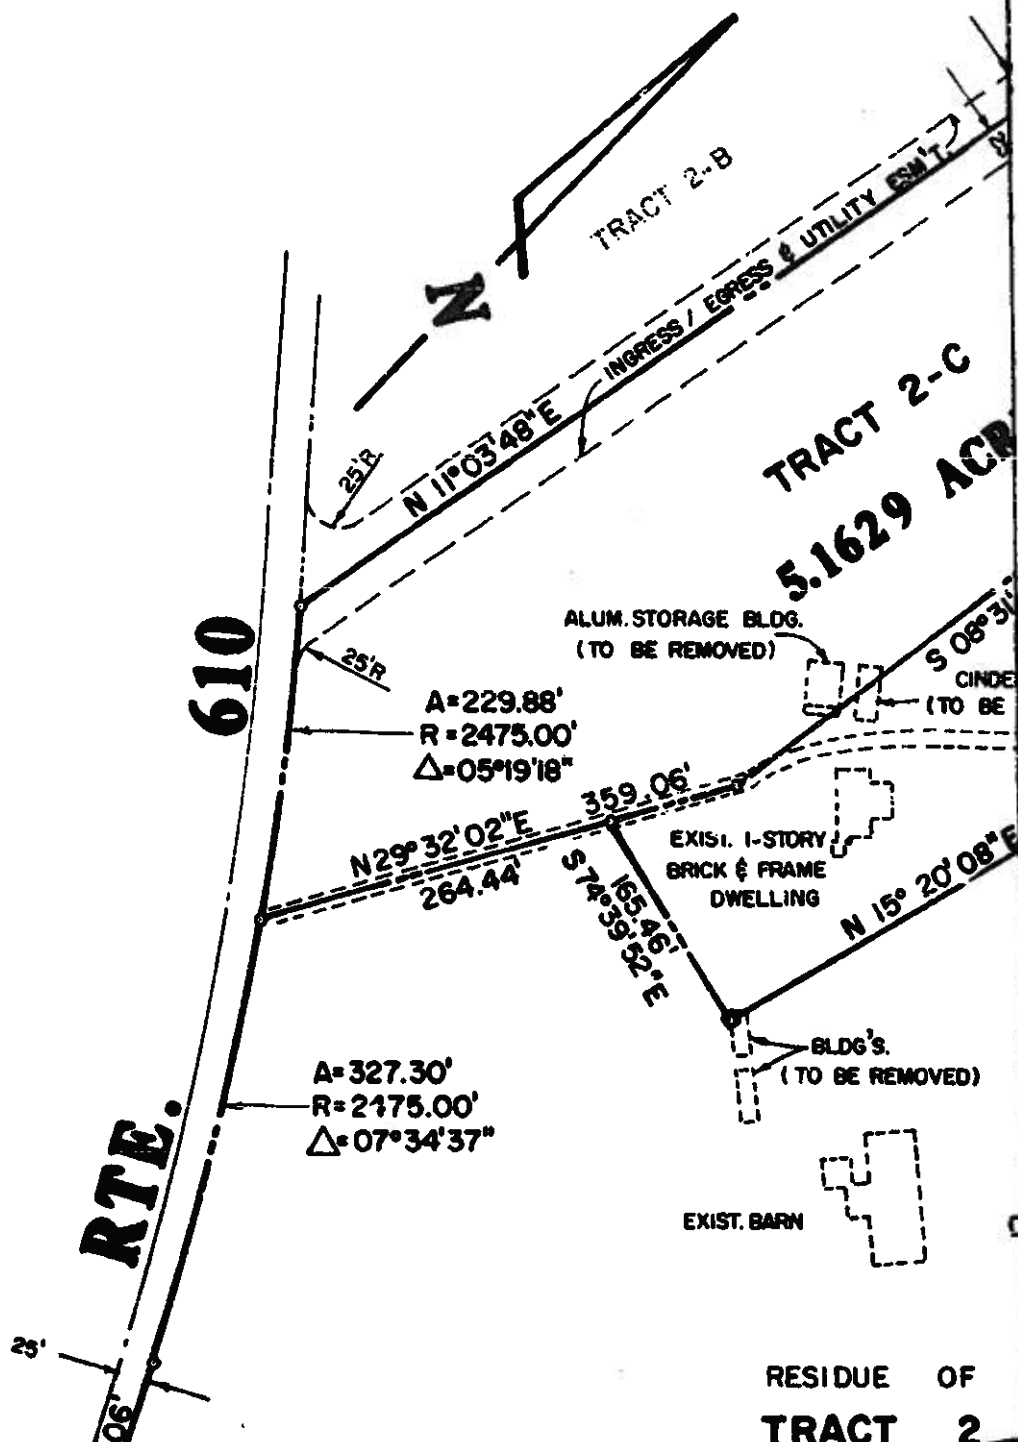 TRACT 2-B
N
INGRESS / EGRESS & UTILITY ESM'T.
N 11°03'48" E
25'R
TRACT 2-C
5.1629
ALUM. STORAGE BLDG.
(TO BE REMOVED)
S 08°31'
(TO BE
25'R
610
A=229.88'
R=2475.00'
Δ=05°19'18"
359.06'
N29°32'02"E
264.44'
EXIST. 1-STORY
BRICK & FRAME
DWELLING
165.46'
S 74°39'52" E
N 15° 20'08" E
BLDG'S.
(TO BE REMOVED)
A=327.30'
R=2475.00'
Δ=07°34'37"
RTE.
EXIST. BARN
25'
06'
RESIDUE OF
TRACT 2